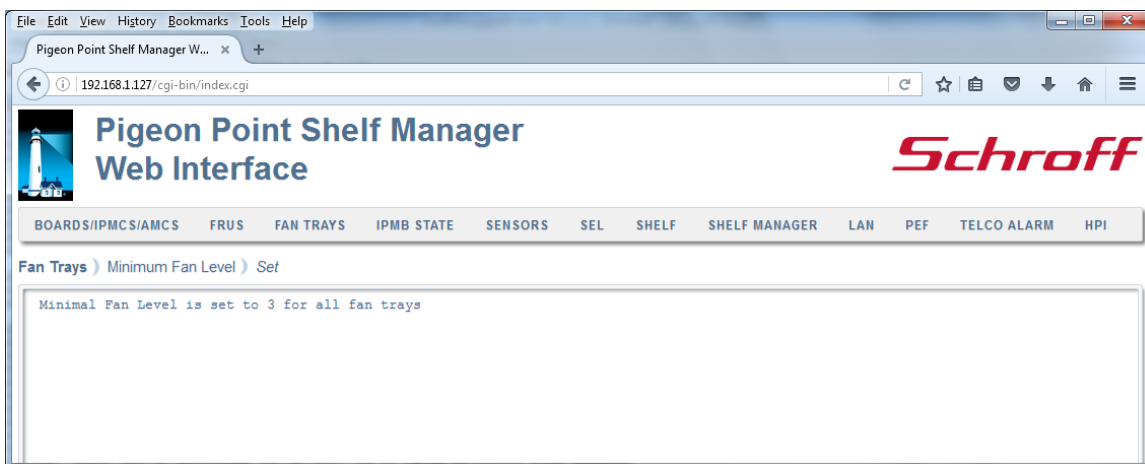 File Edit View History Bookmarks Tools Help
Pigeon Point Shelf Manager W... × +
192.168.1.127/cgi-bin/index.cgi
Pigeon Point Shelf Manager
Web Interface
Schroff
BOARDS/IPMCS/AMCS FRUS FAN TRAYS IPMB STATE SENSORS SEL SHELF SHELF MANAGER LAN PEF TELCO ALARM HPI
Fan Trays ) Minimum Fan Level ) Set
Minimal Fan Level is set to 3 for all fan trays